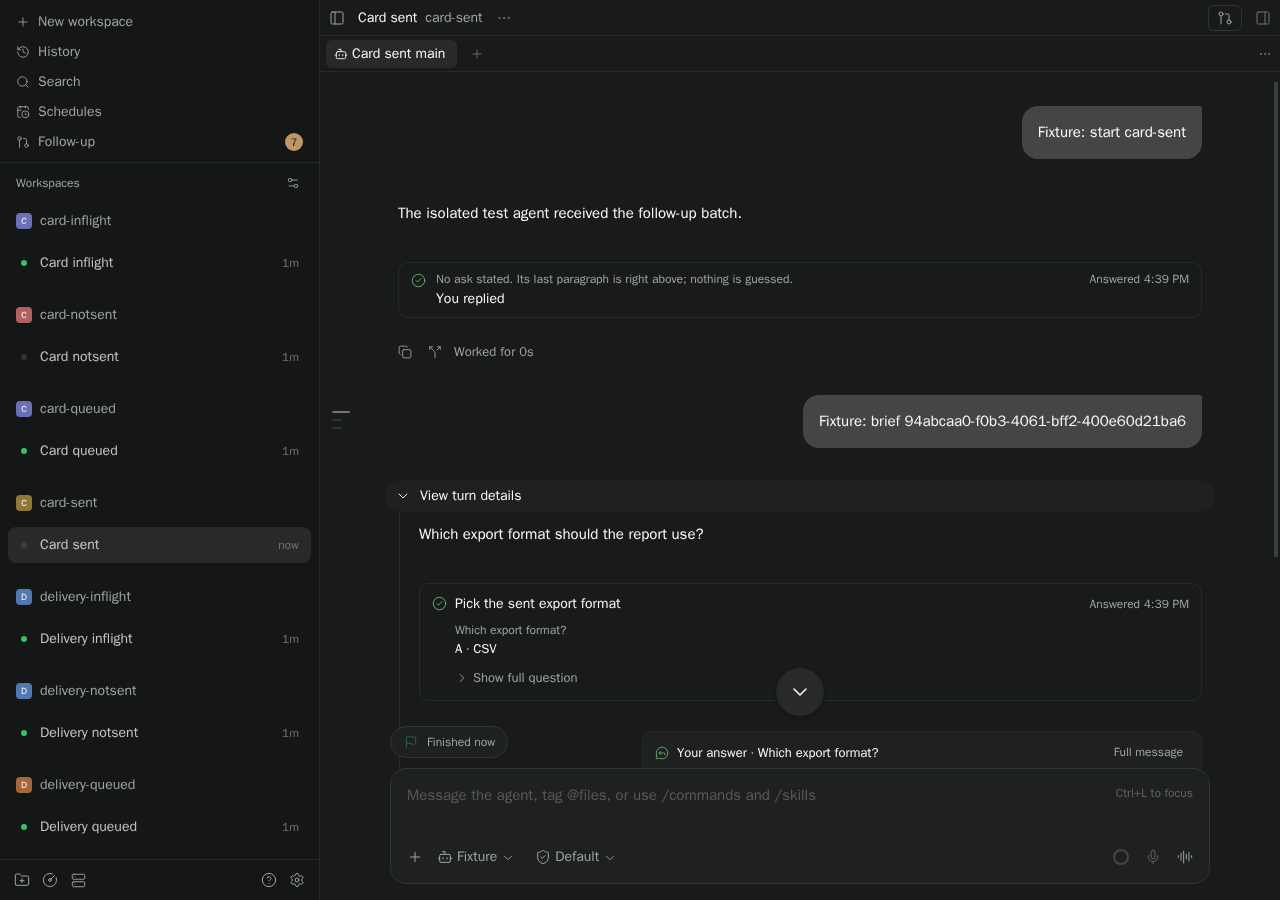 New workspace
History
Search
Schedules
Follow-up 7
Workspaces
C card-inflight
Card inflight 1m
C card-notsent
Card notsent 1m
C card-queued
Card queued 1m
C card-sent
Card sent now
D delivery-inflight
Delivery inflight 1m
D delivery-notsent
Delivery notsent 1m
D delivery-queued
Delivery queued 1m
Card sent card-sent
Card sent main
Fixture: start card-sent
The isolated test agent received the follow-up batch.
No ask stated. Its last paragraph is right above; nothing is guessed. Answered 4:39 PM
You replied
Worked for 0s
Fixture: brief 94abcaa0-f0b3-4061-bff2-400e60d21ba6
View turn details
Which export format should the report use?
Pick the sent export format Answered 4:39 PM
Which export format?
A · CSV
Show full question
Finished now
Your answer · Which export format? Full message
Message the agent, tag @files, or use /commands and /skills Ctrl+L to focus
Fixture Default